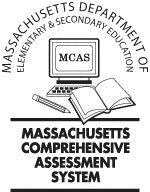 MASSACHUSETTS DEPARTMENT OF
ELEMENTARY & SECONDARY EDUCATION
MCAS
MASSACHUSETTS
COMPREHENSIVE
ASSESSMENT
SYSTEM